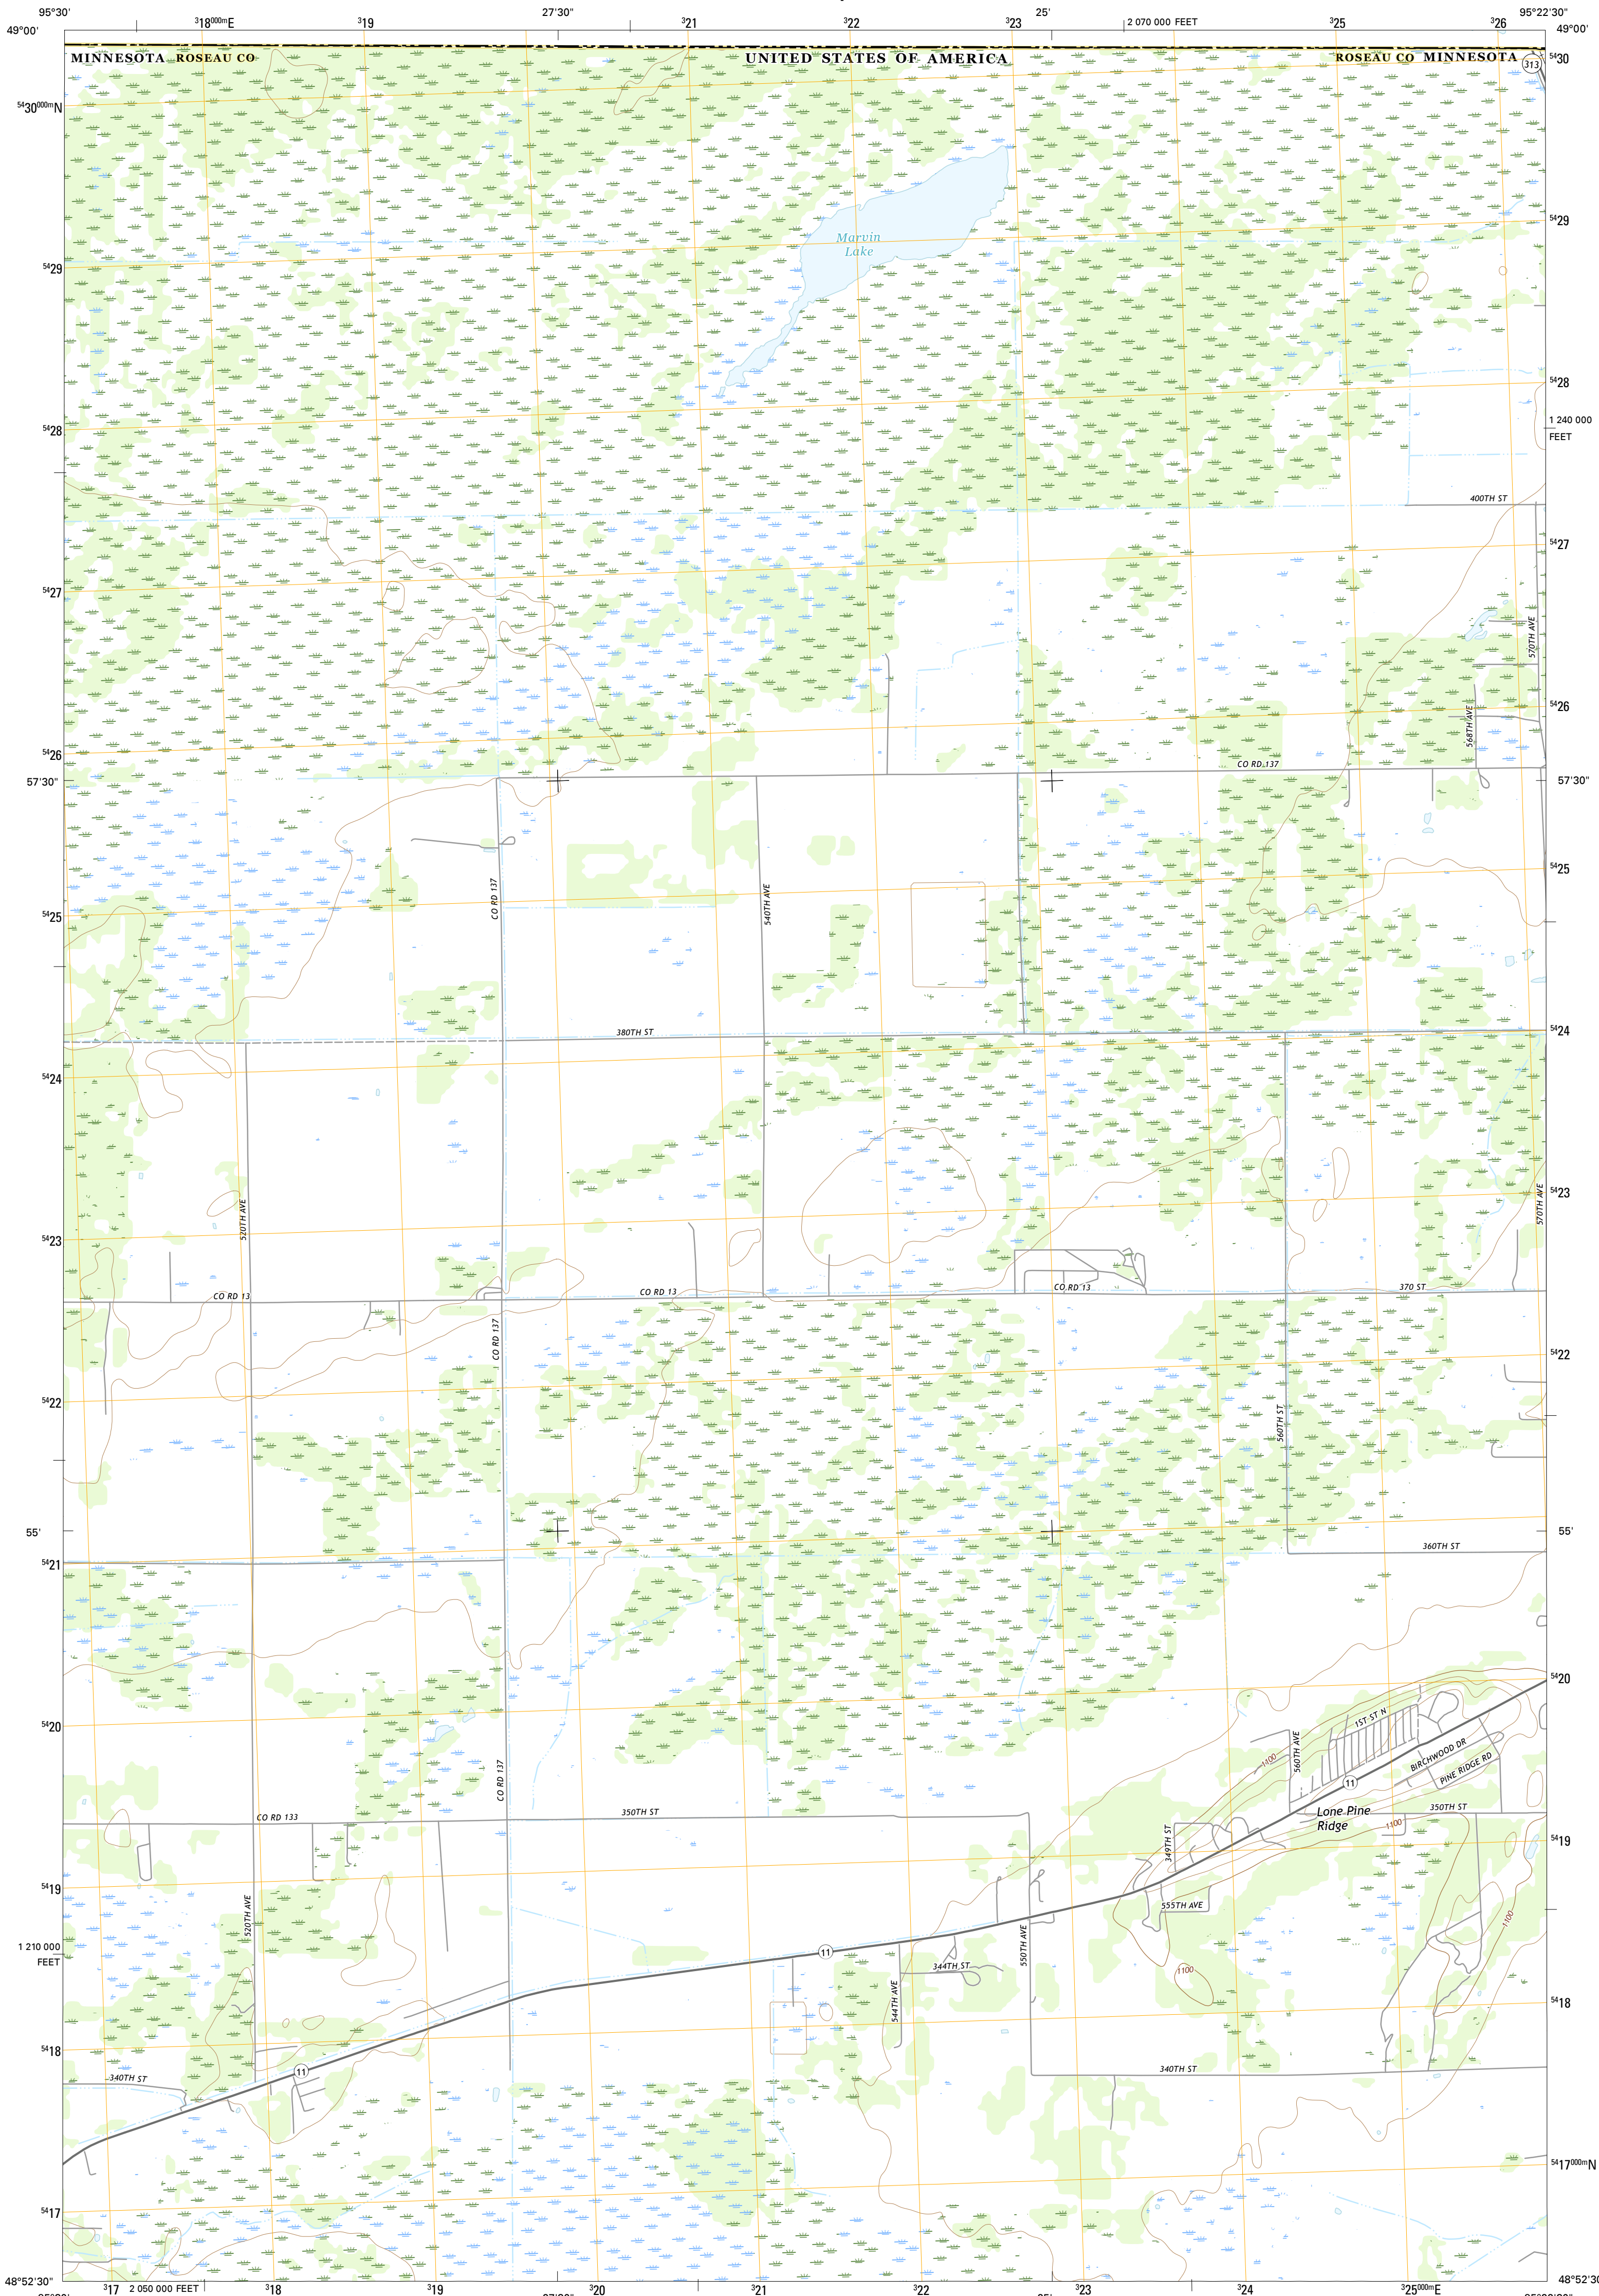 95°30'
³18⁰⁰⁰ᵐE
³19
27'30"
³21
³22
³23
25'
2 070 000 FEET
³25
³26
95°22'30"
49°00'
49°00'
MINNESOTA
ROSEAU CO
UNITED STATES OF AMERICA
ROSEAU CO
MINNESOTA
313
⁵⁴30
⁵⁴30⁰⁰⁰ᵐN
⁵⁴29
Marvin
Lake
⁵⁴29
⁵⁴28
1 240 000
FEET
⁵⁴28
400TH ST
⁵⁴27
⁵⁴27
570TH AVE
568TH AVE
⁵⁴26
⁵⁴26
CO RD 137
57'30"
57'30"
⁵⁴25
CO RD 137
540TH AVE
⁵⁴25
380TH ST
⁵⁴24
⁵⁴24
520TH AVE
⁵⁴23
570TH AVE
⁵⁴23
CO RD 13
CO RD 13
CO RD 13
370 ST
CO RD 137
⁵⁴22
⁵⁴22
560TH ST
55'
55'
360TH ST
⁵⁴21
⁵⁴20
1ST ST N
⁵⁴20
560TH AVE
BIRCHWOOD DR
PINE RIDGE RD
1100
CO RD 137
11
Lone Pine
Ridge
350TH ST
CO RD 133
350TH ST
1100
349TH ST
⁵⁴19
⁵⁴19
555TH AVE
520TH AVE
1100
1 210 000
FEET
11
550TH AVE
344TH ST
1100
544TH AVE
⁵⁴18
⁵⁴18
11
340TH ST
340TH ST
⁵⁴17⁰⁰⁰ᵐN
⁵⁴17
48°52'30"
48°52'30
³17
2 050 000 FEET
³18
³19
³20
³21
³22
³23
³24
³25⁰⁰⁰ᵐE